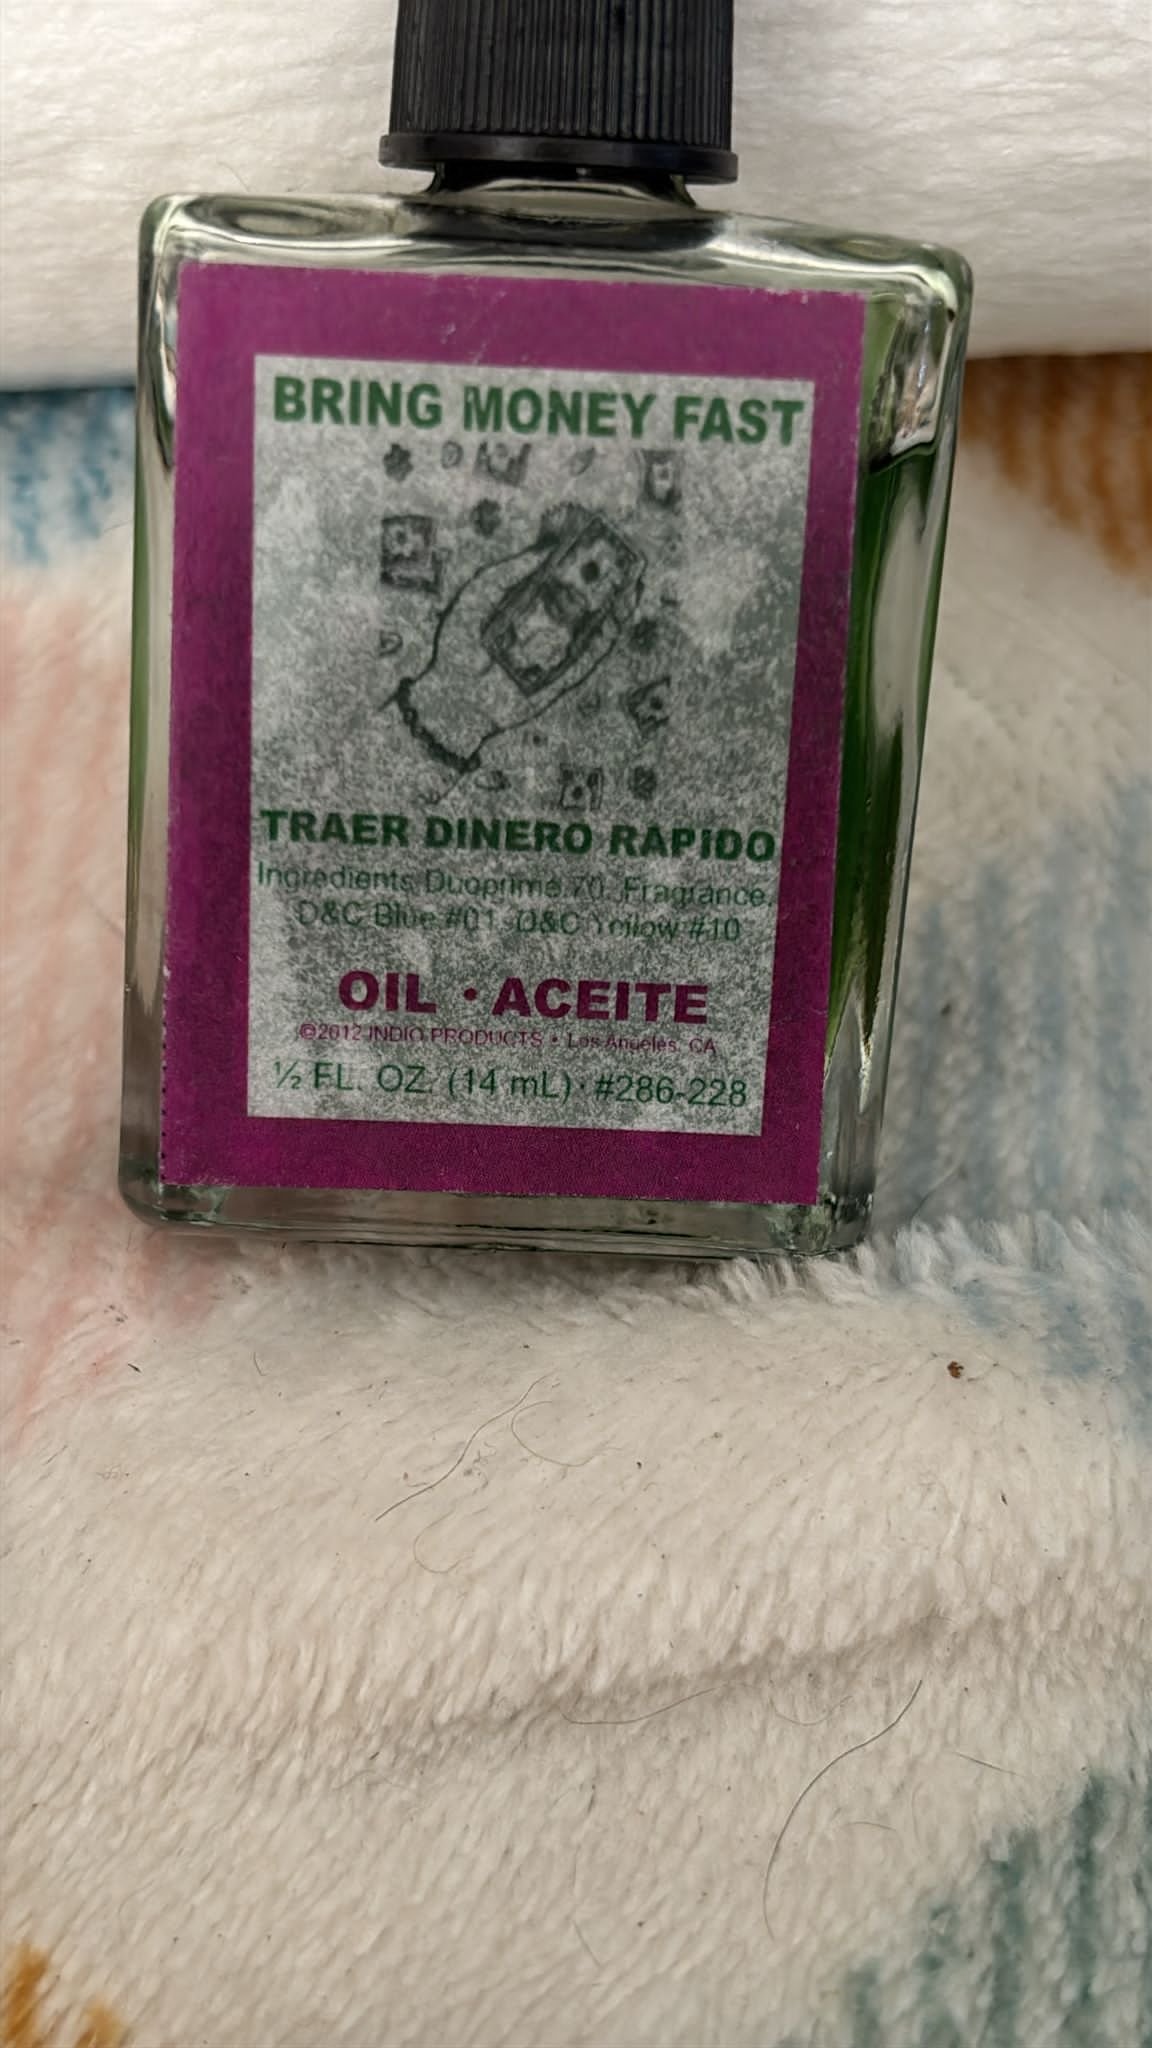 BRING MONEY FAST
TRAER DINERO RAPIDO
Ingredients Duoprime 70, Fragrance,
D&C Blue #01, D&C Yellow #10
OIL • ACEITE
©2012 INDIO PRODUCTS • Los Angeles, CA
½ FL. OZ. (14 mL) · #286-228